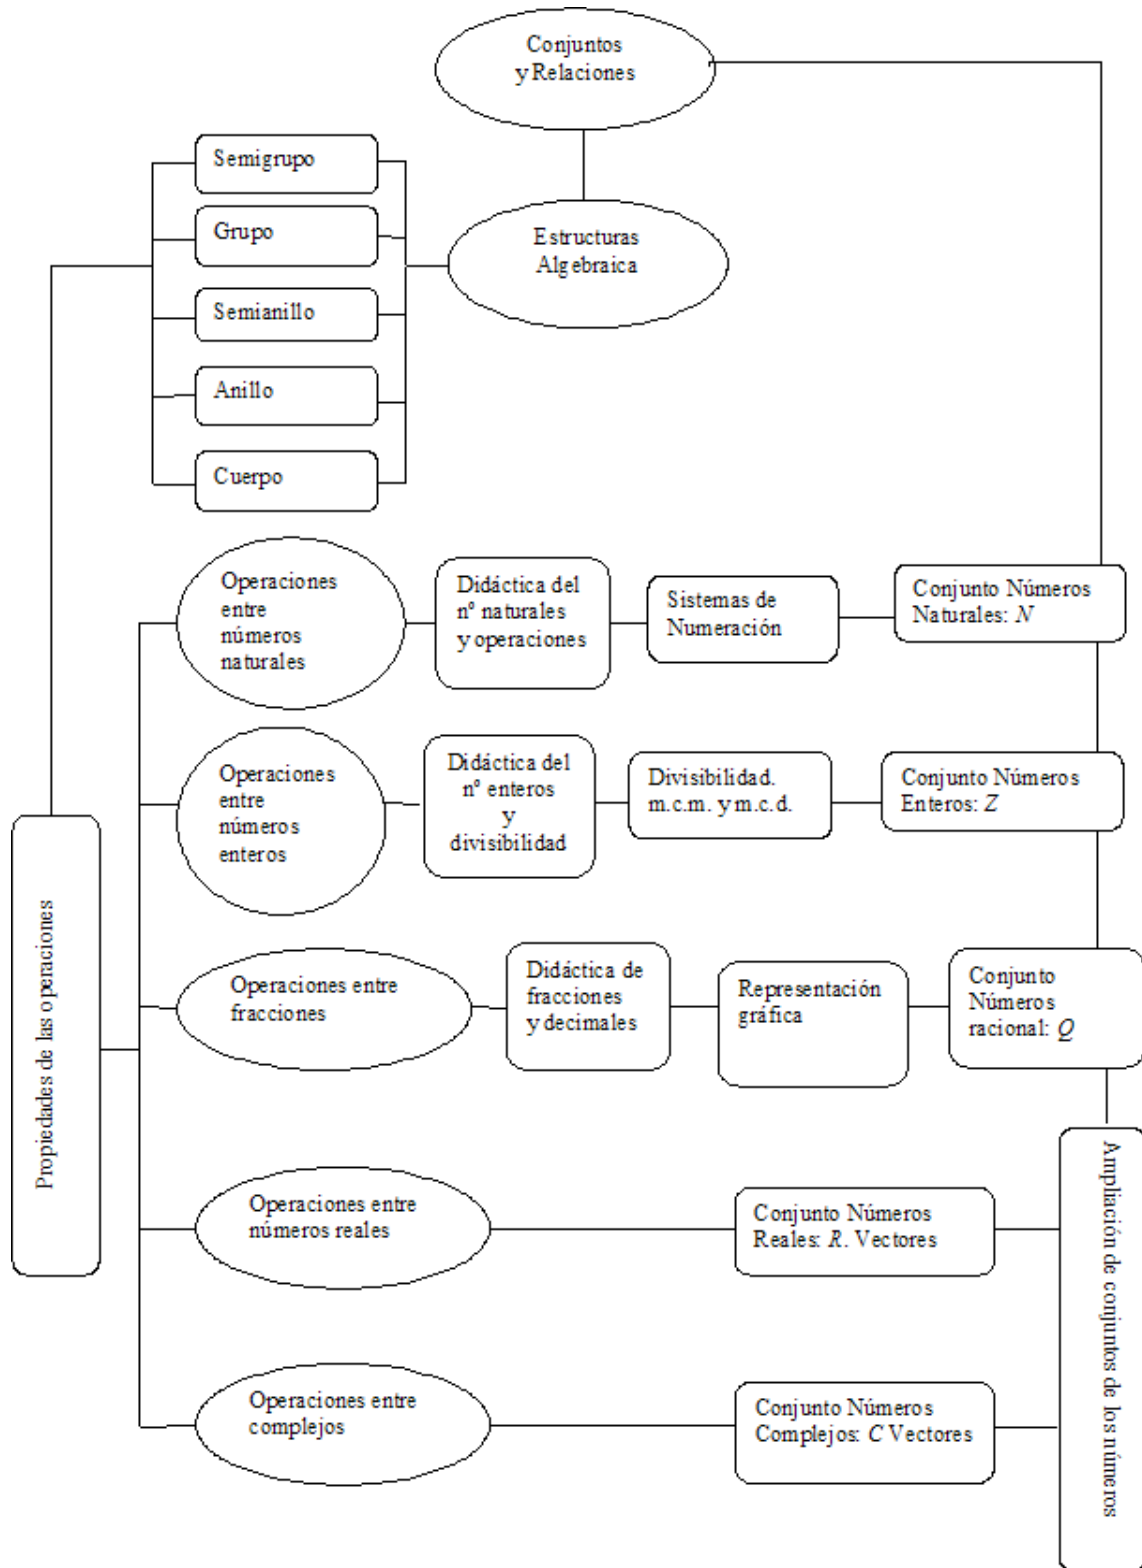 Conjuntos
y Relaciones
Semigrupo
Grupo
Semianillo
Anillo
Cuerpo
Estructuras
Algebraica
Operaciones
entre
números
naturales
Didáctica del
nº naturales
y operaciones
Sistemas de
Numeración
Conjunto Números
Naturales: N
Operaciones
entre
números
enteros
Didáctica del
nº enteros
y
divisibilidad
Divisibilidad.
m.c.m. y m.c.d.
Conjunto Números
Enteros: Z
Propiedades de las operaciones
Operaciones entre
fracciones
Didáctica de
fracciones
y decimales
Representación
gráfica
Conjunto
Números
racional: Q
Operaciones entre
números reales
Conjunto Números
Reales: R. Vectores
Ampliación de conjuntos de los números
Operaciones entre
complejos
Conjunto Números
Complejos: C Vectores